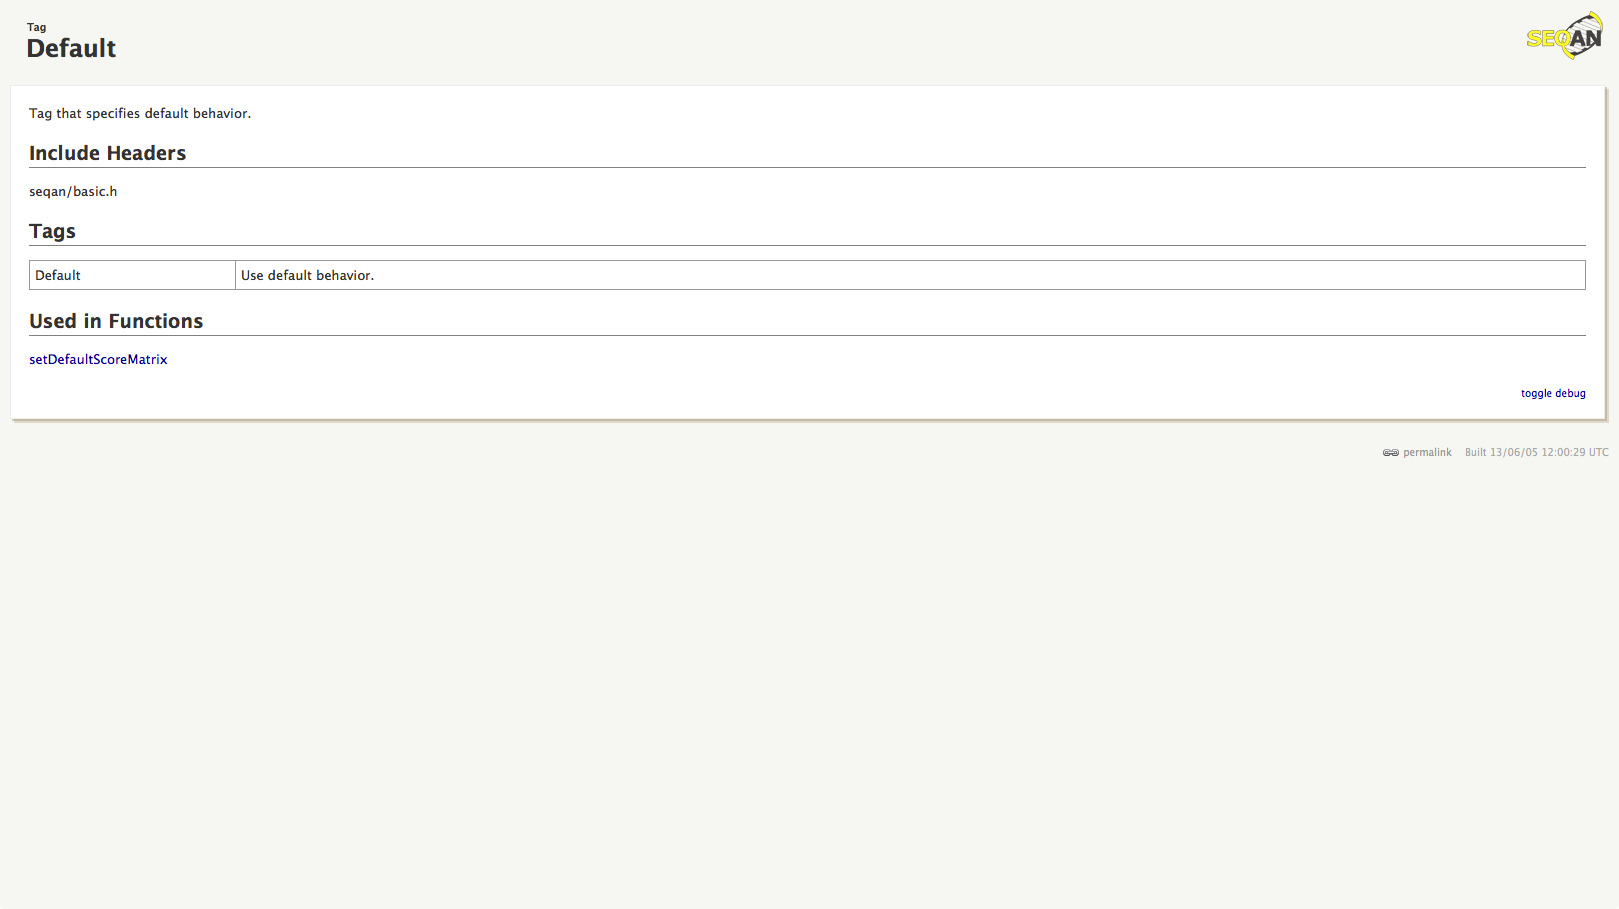 Tag
Default
SEQAN
Tag that specifies default behavior.
Include Headers
seqan/basic.h
Tags
Default Use default behavior.
Used in Functions
setDefaultScoreMatrix
toggle debug
permalink Built 13/06/05 12:00:29 UTC